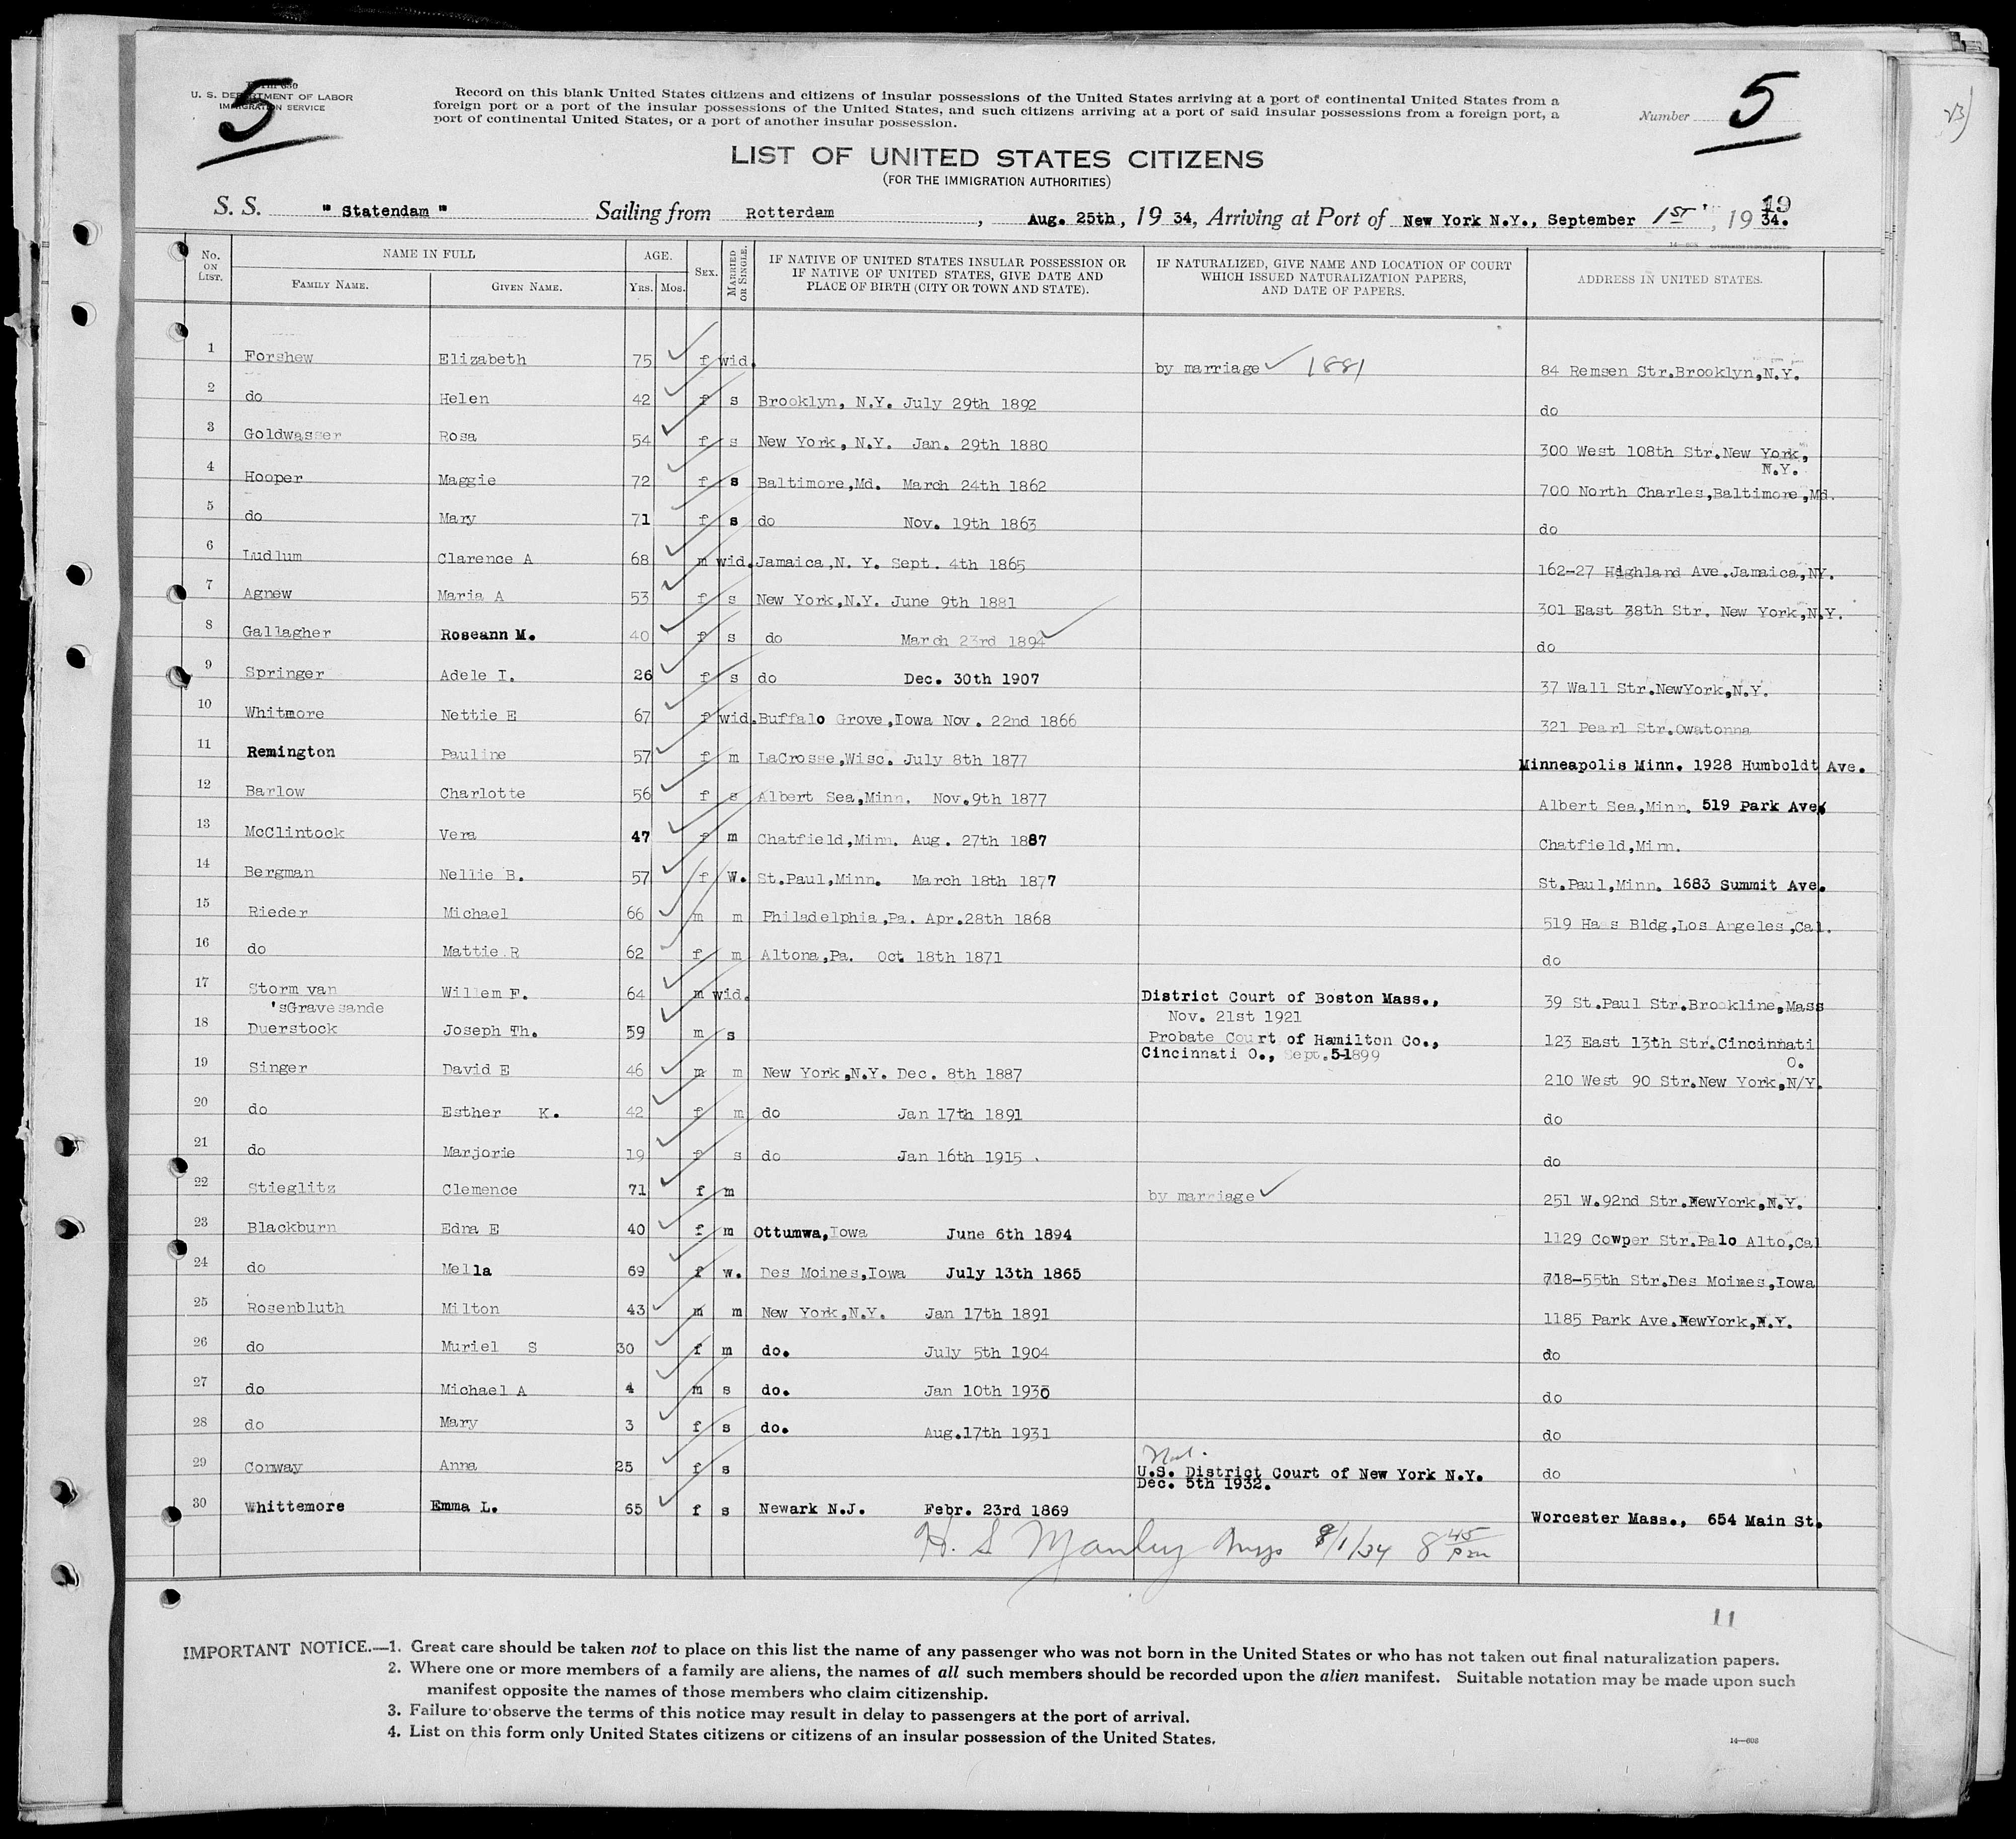 5
U. S. DEPARTMENT OF LABOR
IMMIGRATION SERVICE
Record on this blank United States citizens and citizens of insular possessions of the United States arriving at a port of continental United States from a
foreign port or a port of the insular possessions of the United States, and such citizens arriving at a port of said insular possessions from a foreign port, a
port of continental United States, or a port of another insular possession.
Number 5
LIST OF UNITED STATES CITIZENS
(FOR THE IMMIGRATION AUTHORITIES)
S. S. "Statendam" Sailing from Rotterdam, Aug. 25th, 19 34, Arriving at Port of New York N.Y., September 1ST, 19 34.
19
No. ON LIST. NAME IN FULL FAMILY NAME. GIVEN NAME. AGE. YRS. MOS. SEX. MARRIED OR SINGLE. IF NATIVE OF UNITED STATES INSULAR POSSESSION OR IF NATIVE OF UNITED STATES, GIVE DATE AND PLACE OF BIRTH (CITY OR TOWN AND STATE). IF NATURALIZED, GIVE NAME AND LOCATION OF COURT WHICH ISSUED NATURALIZATION PAPERS, AND DATE OF PAPERS. ADDRESS IN UNITED STATES.
1 Forshew Elizabeth 75 f wid. by marriage 1881 84 Remsen Str.Brooklyn,N.Y.
2 do Helen 42 f s Brooklyn, N.Y. July 29th 1892 do
3 Goldwasser Rosa 54 f s New York, N.Y. Jan. 29th 1880 300 West 108th Str.New York, N.Y.
4 Hooper Maggie 72 f s Baltimore,Md. March 24th 1862 700 North Charles,Baltimore,Md.
5 do Mary 71 f s do Nov. 19th 1863 do
6 Ludlum Clarence A 68 m wid. Jamaica,N. Y. Sept. 4th 1865 162-27 Highland Ave.Jamaica,NY.
7 Agnew Maria A 53 f s New York,N.Y. June 9th 1881 301 East 38th Str. New York,N.Y.
8 Gallagher Roseann M. 40 f s do March 23rd 1894 do
9 Springer Adele I. 26 f s do Dec. 30th 1907 37 Wall Str.NewYork,N.Y.
10 Whitmore Nettie E 67 f wid. Buffalo Grove,Iowa Nov. 22nd 1866 321 Pearl Str.Owatonna
11 Remington Pauline 57 f m LaCrosse,Wisc. July 8th 1877 Minneapolis Minn. 1928 Humboldt Ave.
12 Barlow Charlotte 56 f s Albert Sea,Minn. Nov.9th 1877 Albert Sea,Minn. 519 Park Ave.
13 McClintock Vera 47 f m Chatfield,Minn. Aug. 27th 1887 Chatfield,Minn.
14 Bergman Nellie B. 57 f W. St.Paul,Minn. March 18th 1877 St.Paul,Minn. 1683 Summit Ave.
15 Rieder Michael 66 m m Philadelphia,Pa. Apr.28th 1868 519 Haas Bldg,Los Angeles,Cal.
16 do Mattie R 62 f m Altona,Pa. Oct 18th 1871 do
17 Storm van 'sGravesande Willem F. 64 m wid. District Court of Boston Mass., Nov. 21st 1921 39 St.Paul Str.Brookline,Mass
18 Duerstock Joseph Th. 59 m s Probate Court of Hamilton Co., Cincinnati O., Sept.5-1899 123 East 13th Str.Cincinnati O.
19 Singer David E 46 m m New York,N.Y. Dec. 8th 1887 210 West 90 Str.New York,N/Y.
20 do Esther K. 42 f m do Jan 17th 1891 do
21 do Marjorie 19 f s do Jan 16th 1915 . do
22 Stieglitz Clemence 71 f m by marriage 251 W.92nd Str.NewYork,N.Y.
23 Blackburn Edna E 40 f m Ottumwa,Iowa June 6th 1894 1129 Cowper Str.Palo Alto,Cal
24 do Mella 69 f w. Des Moines,Iowa July 13th 1865 718-55th Str.Des Moines,Iowa
25 Rosenbluth Milton 43 m m New York,N.Y. Jan 17th 1891 1185 Park Ave.NewYork,N.Y.
26 do Muriel S 30 f m do. July 5th 1904 do
27 do Michael A 4 m s do. Jan 10th 1930 do
28 do Mary 3 f s do. Aug.17th 1931 do
29 Conway Anna 25 f s Nat. U.S. District Court of New York N.Y. Dec. 5th 1932. do
30 Whittemore Emma L. 65 f s Newark N.J. Febr. 23rd 1869 Worcester Mass., 654 Main St.
H. S Manley 9/1/34 8 45 pm
11
IMPORTANT NOTICE.—1. Great care should be taken not to place on this list the name of any passenger who was not born in the United States or who has not taken out final naturalization papers.
2. Where one or more members of a family are aliens, the names of all such members should be recorded upon the alien manifest. Suitable notation may be made upon such
manifest opposite the names of those members who claim citizenship.
3. Failure to observe the terms of this notice may result in delay to passengers at the port of arrival.
4. List on this form only United States citizens or citizens of an insular possession of the United States.
14—608